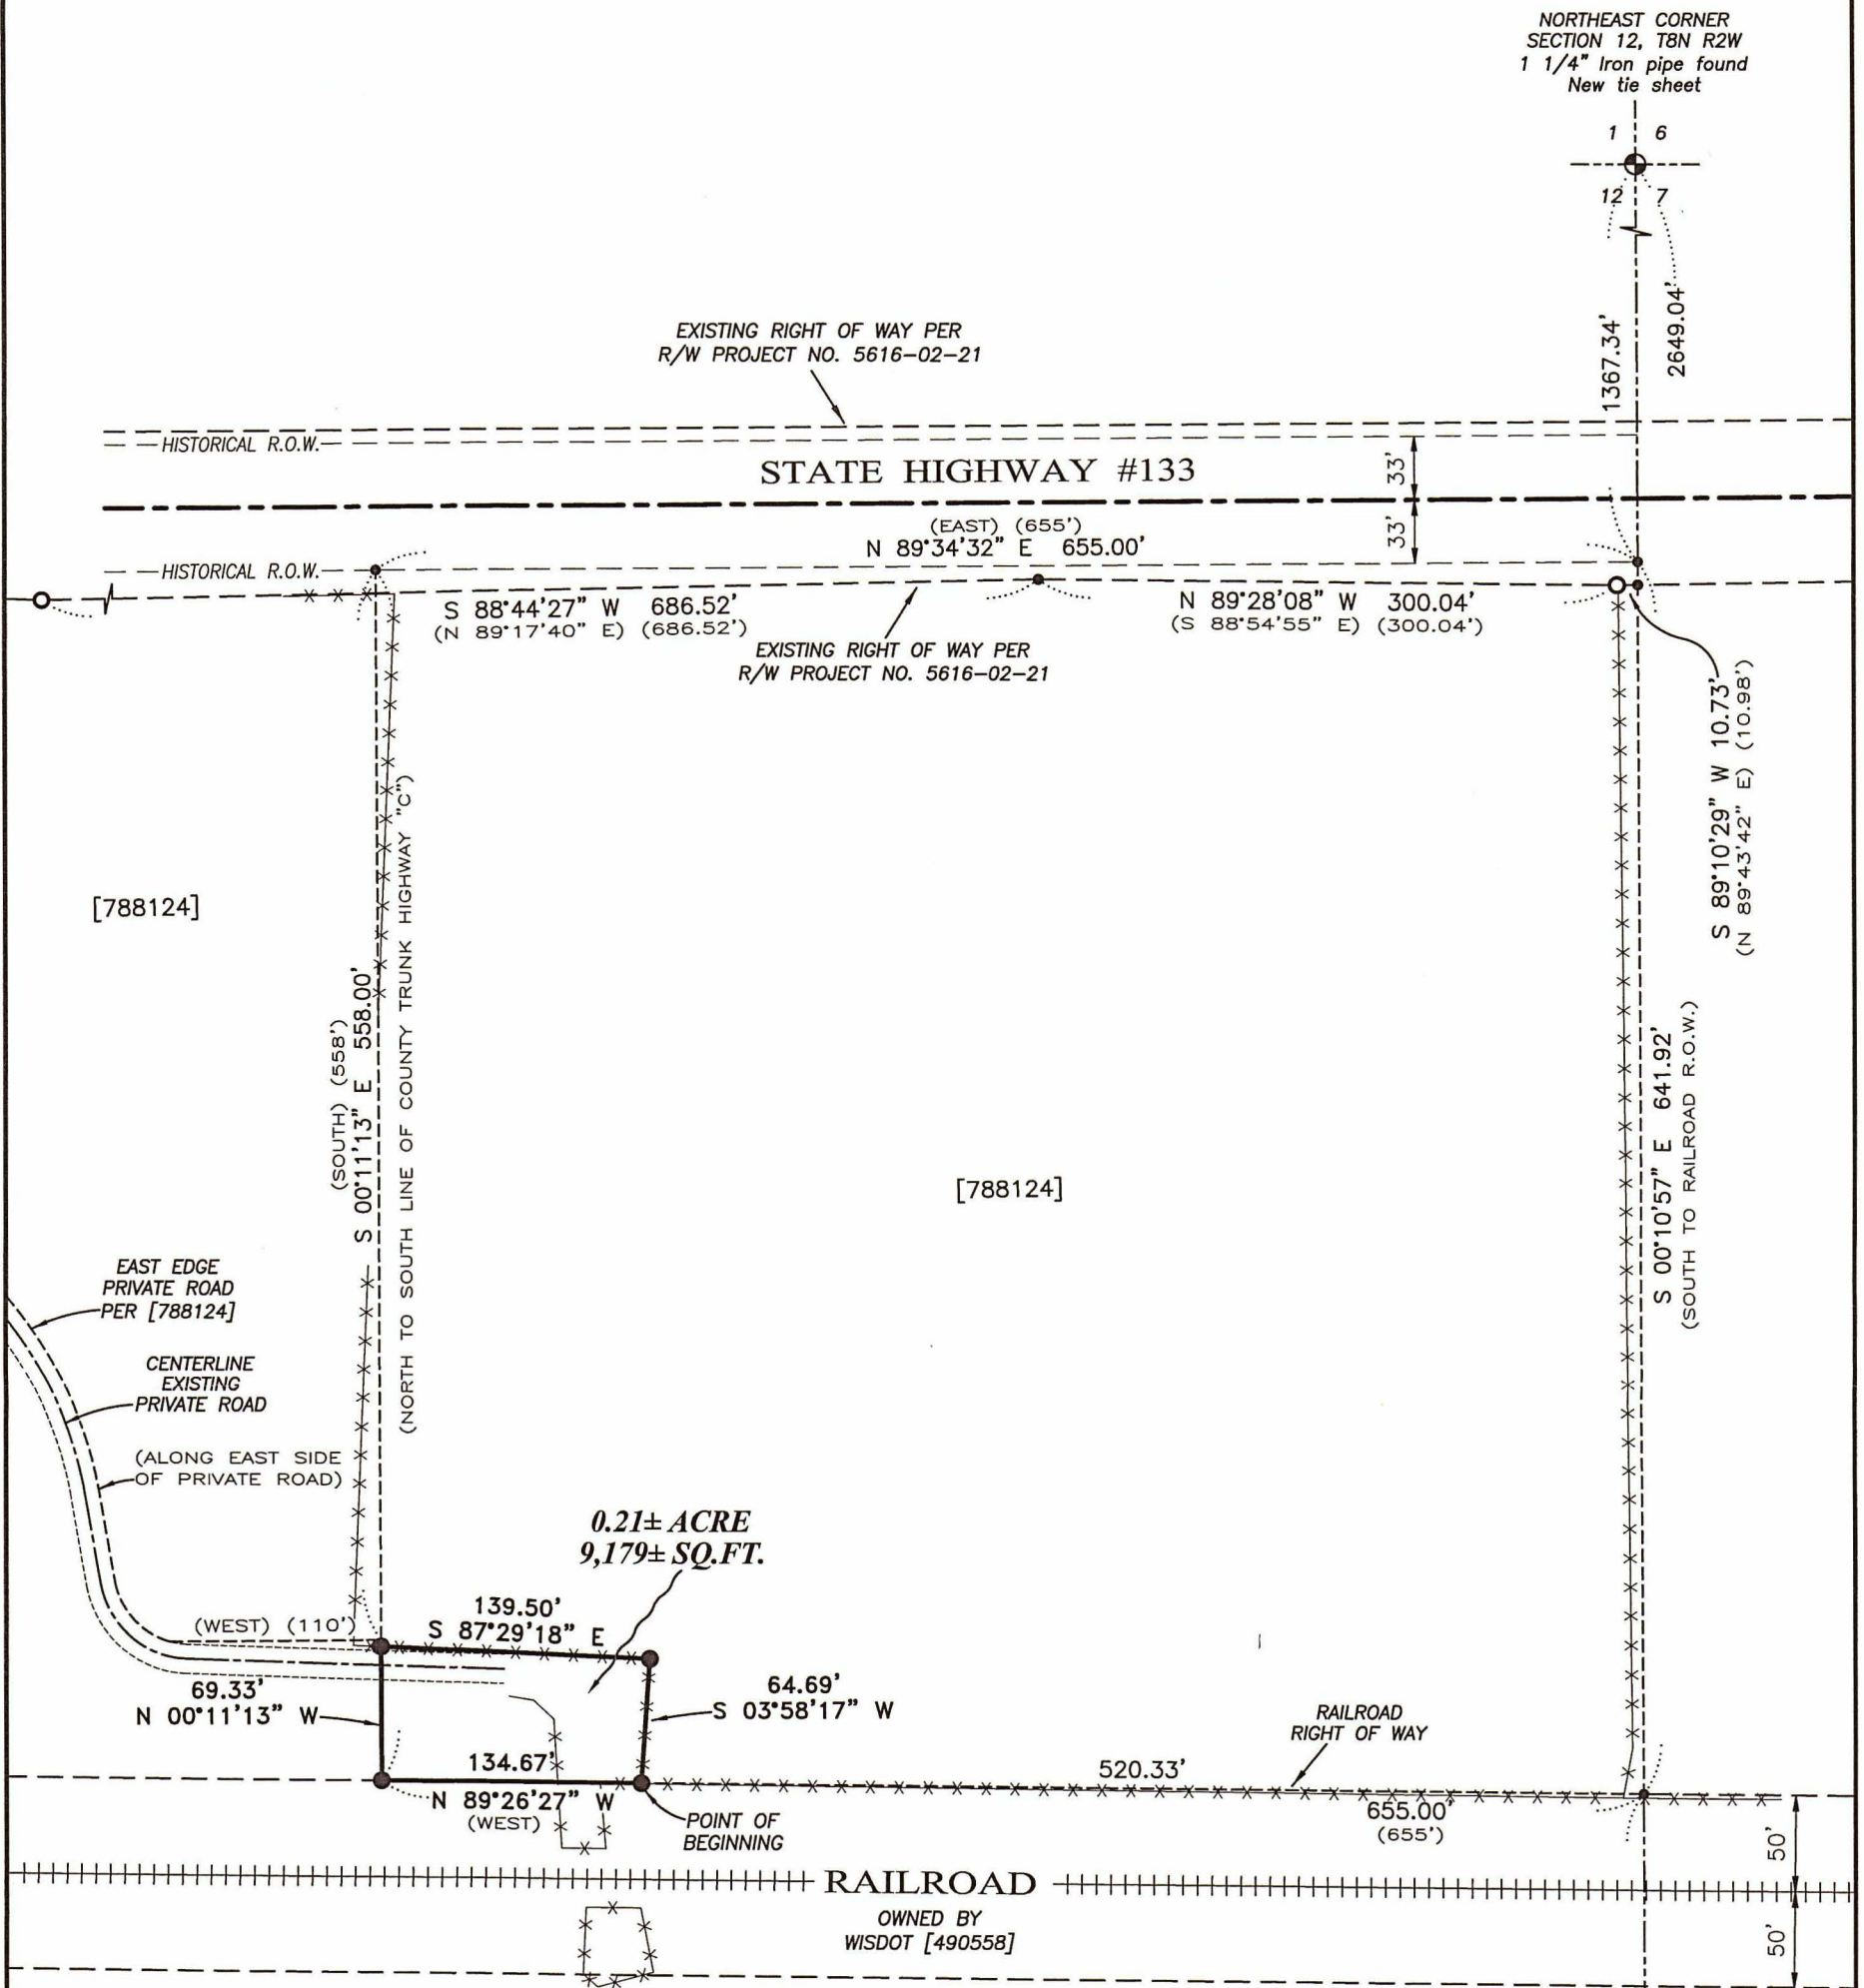 NORTHEAST CORNER
SECTION 12, T8N R2W
1 1/4" Iron pipe found
New tie sheet
1 6
12 7
1367.34'
2649.04'
EXISTING RIGHT OF WAY PER
R/W PROJECT NO. 5616-02-21
HISTORICAL R.O.W.
STATE HIGHWAY #133
33'
33'
(EAST) (655')
N 89°34'32" E 655.00'
HISTORICAL R.O.W.
S 88°44'27" W 686.52'
(N 89°17'40" E) (686.52')
N 89°28'08" W 300.04'
(S 88°54'55" E) (300.04')
EXISTING RIGHT OF WAY PER
R/W PROJECT NO. 5616-02-21
S 89°10'29" W 10.73'
(N 89°43'42" E) (10.98')
[788124]
(SOUTH) (558')
S 00°11'13" E 558.00'
(NORTH TO SOUTH LINE OF COUNTY TRUNK HIGHWAY "C")
[788124]
S 00°10'57" E 641.92'
(SOUTH TO RAILROAD R.O.W.)
EAST EDGE
PRIVATE ROAD
PER [788124]
CENTERLINE
EXISTING
PRIVATE ROAD
(ALONG EAST SIDE
OF PRIVATE ROAD)
0.21± ACRE
9,179± SQ.FT.
(WEST) (110')
139.50'
S 87°29'18" E
69.33'
N 00°11'13" W
64.69'
S 03°58'17" W
134.67'
N 89°26'27" W
(WEST)
POINT OF
BEGINNING
520.33'
RAILROAD
RIGHT OF WAY
655.00'
(655')
50'
RAILROAD
OWNED BY
WISDOT [490558]
50'